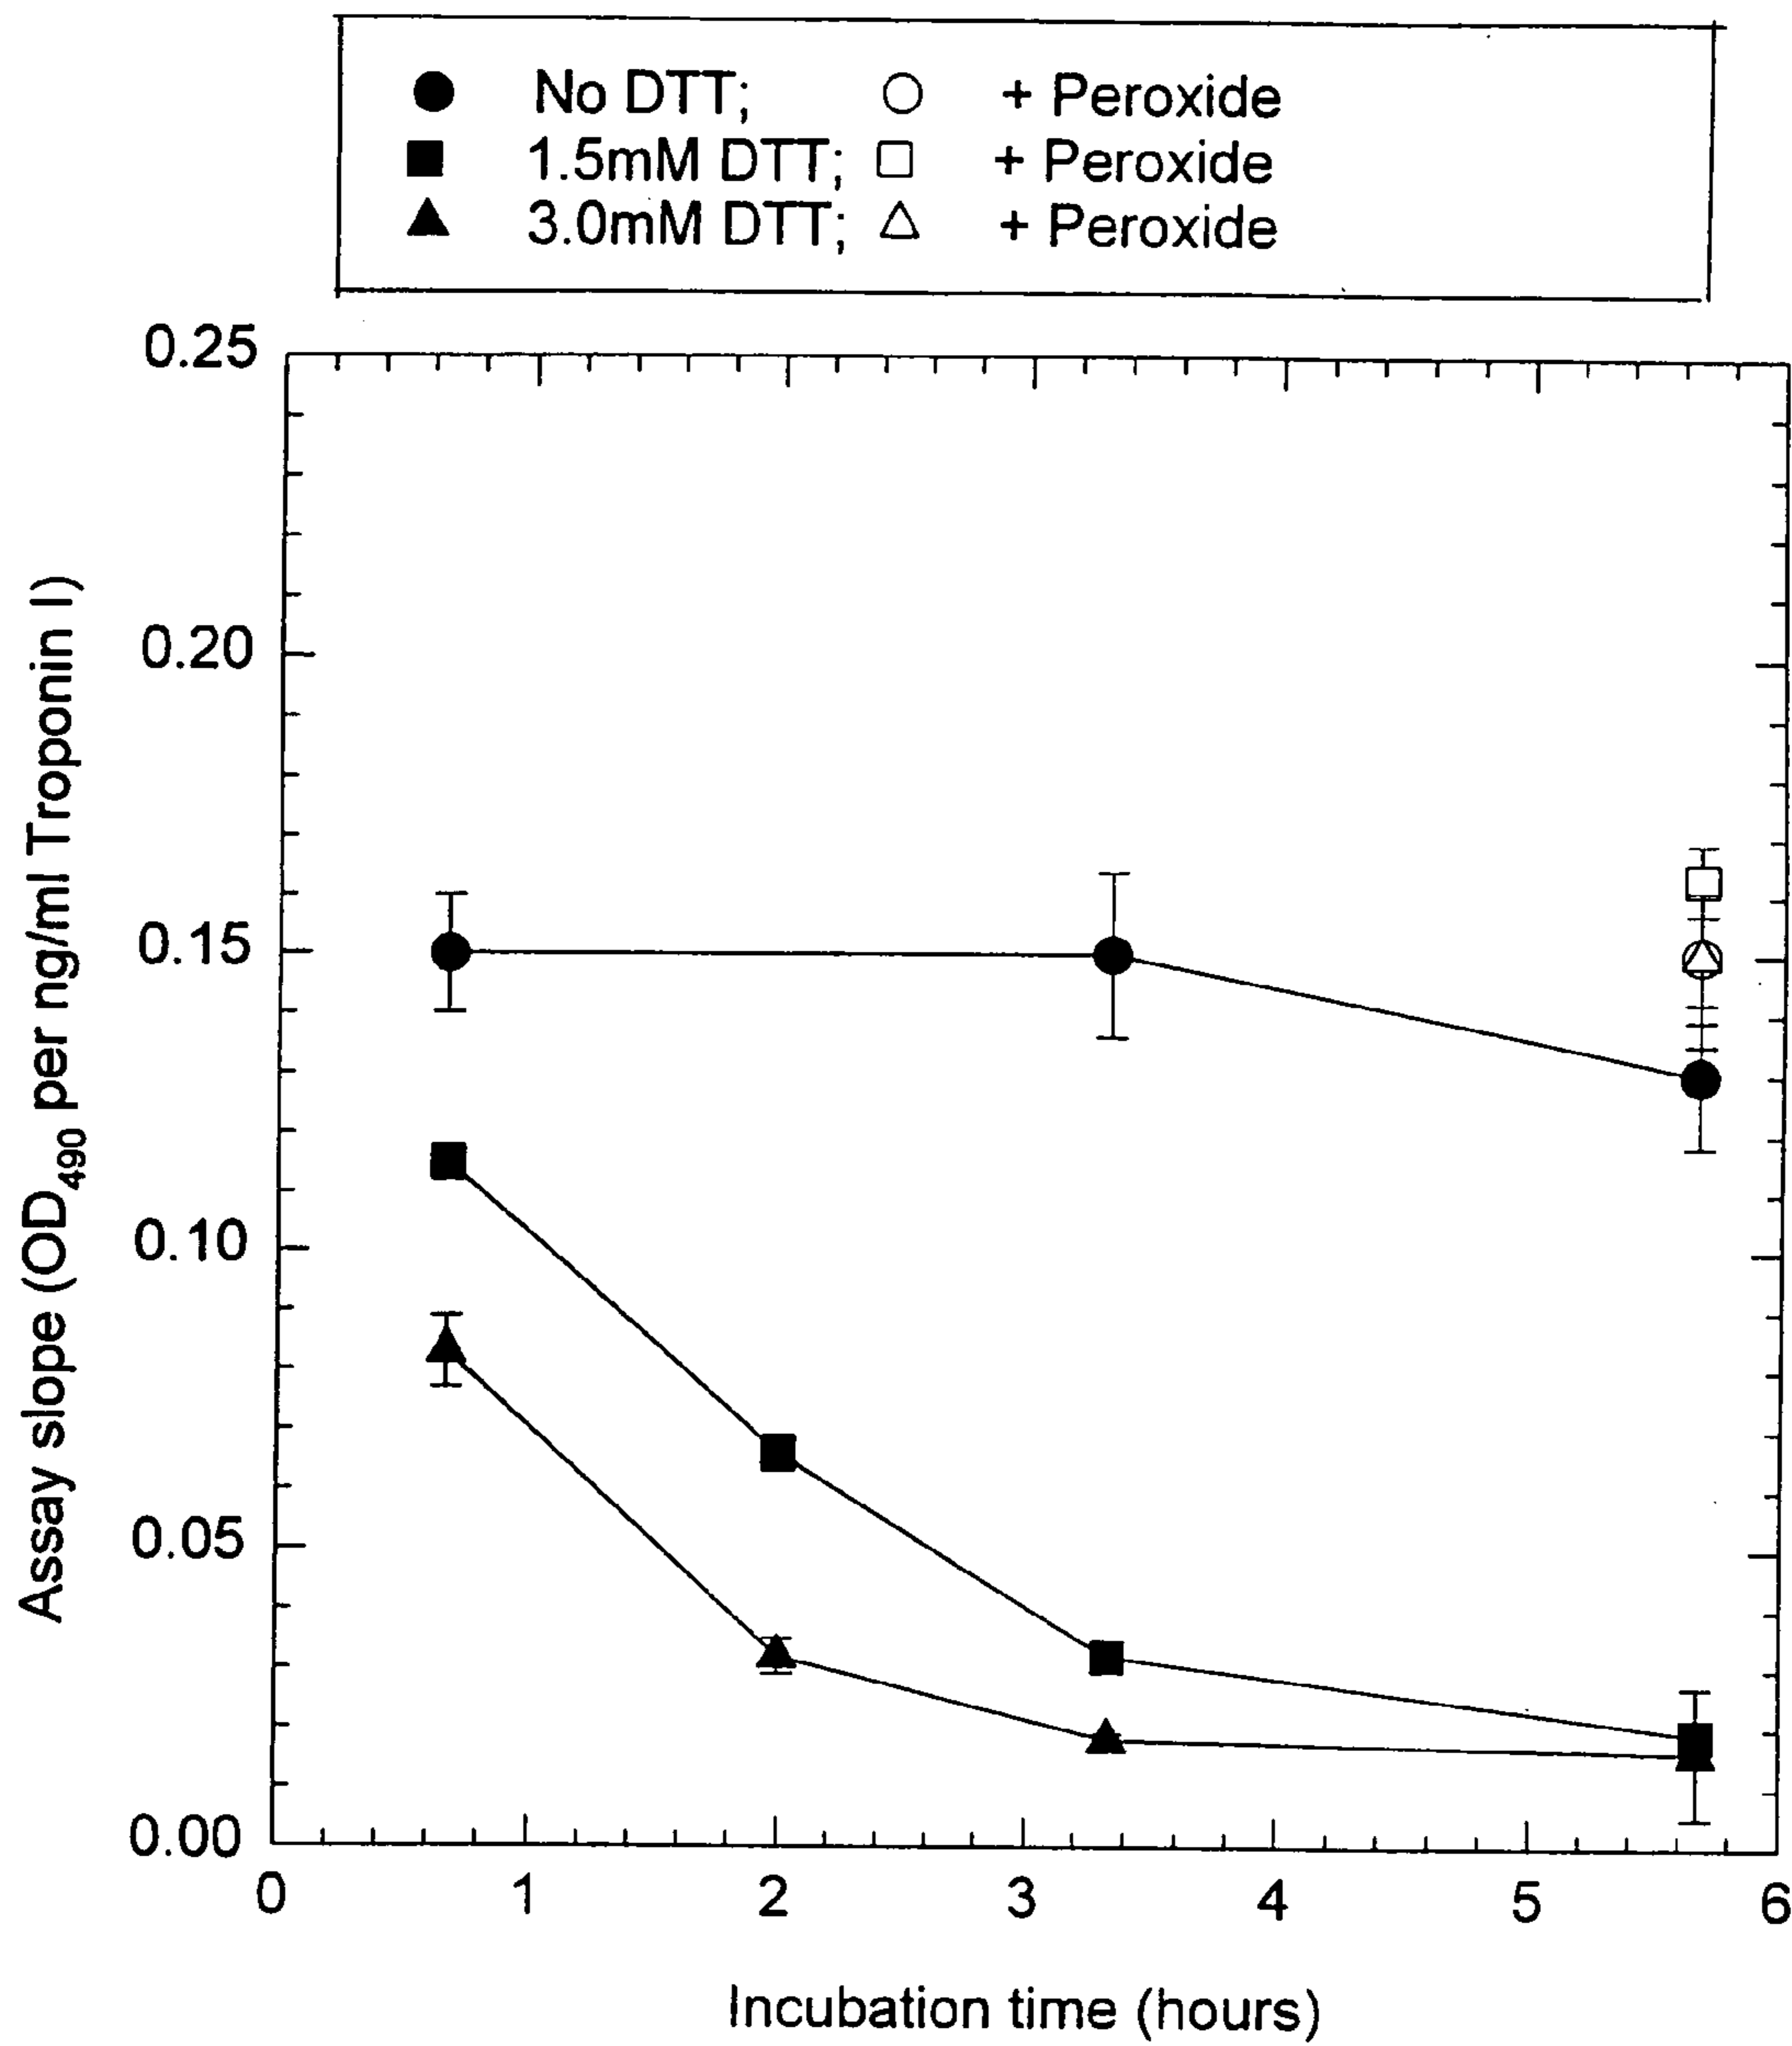 No DTT; + Peroxide
1.5mM DTT; + Peroxide
3.0mM DTT; + Peroxide
0.25
0.20
0.15
0.10
0.05
0.00
Assay slope (OD490 per ng/ml Troponin I)
0 1 2 3 4 5 6
Incubation time (hours)